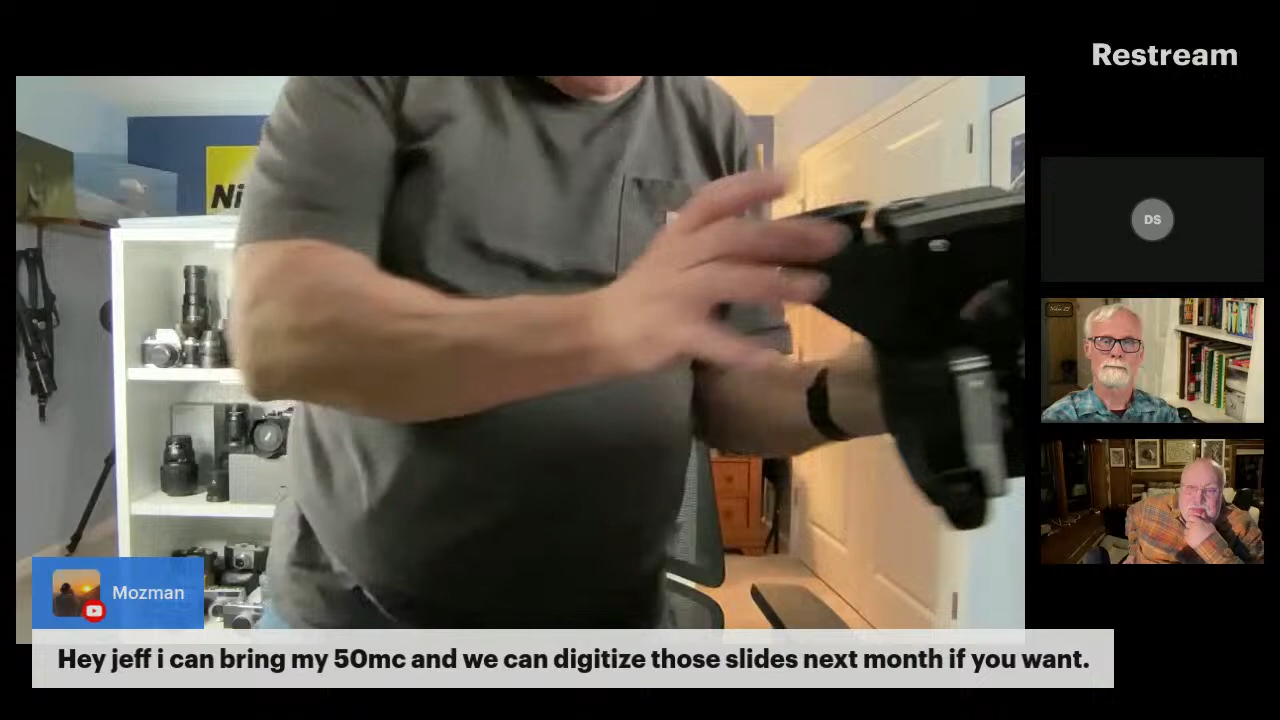 Restream
Ni
DS
Mozman
Hey jeff i can bring my 50mc and we can digitize those slides next month if you want.